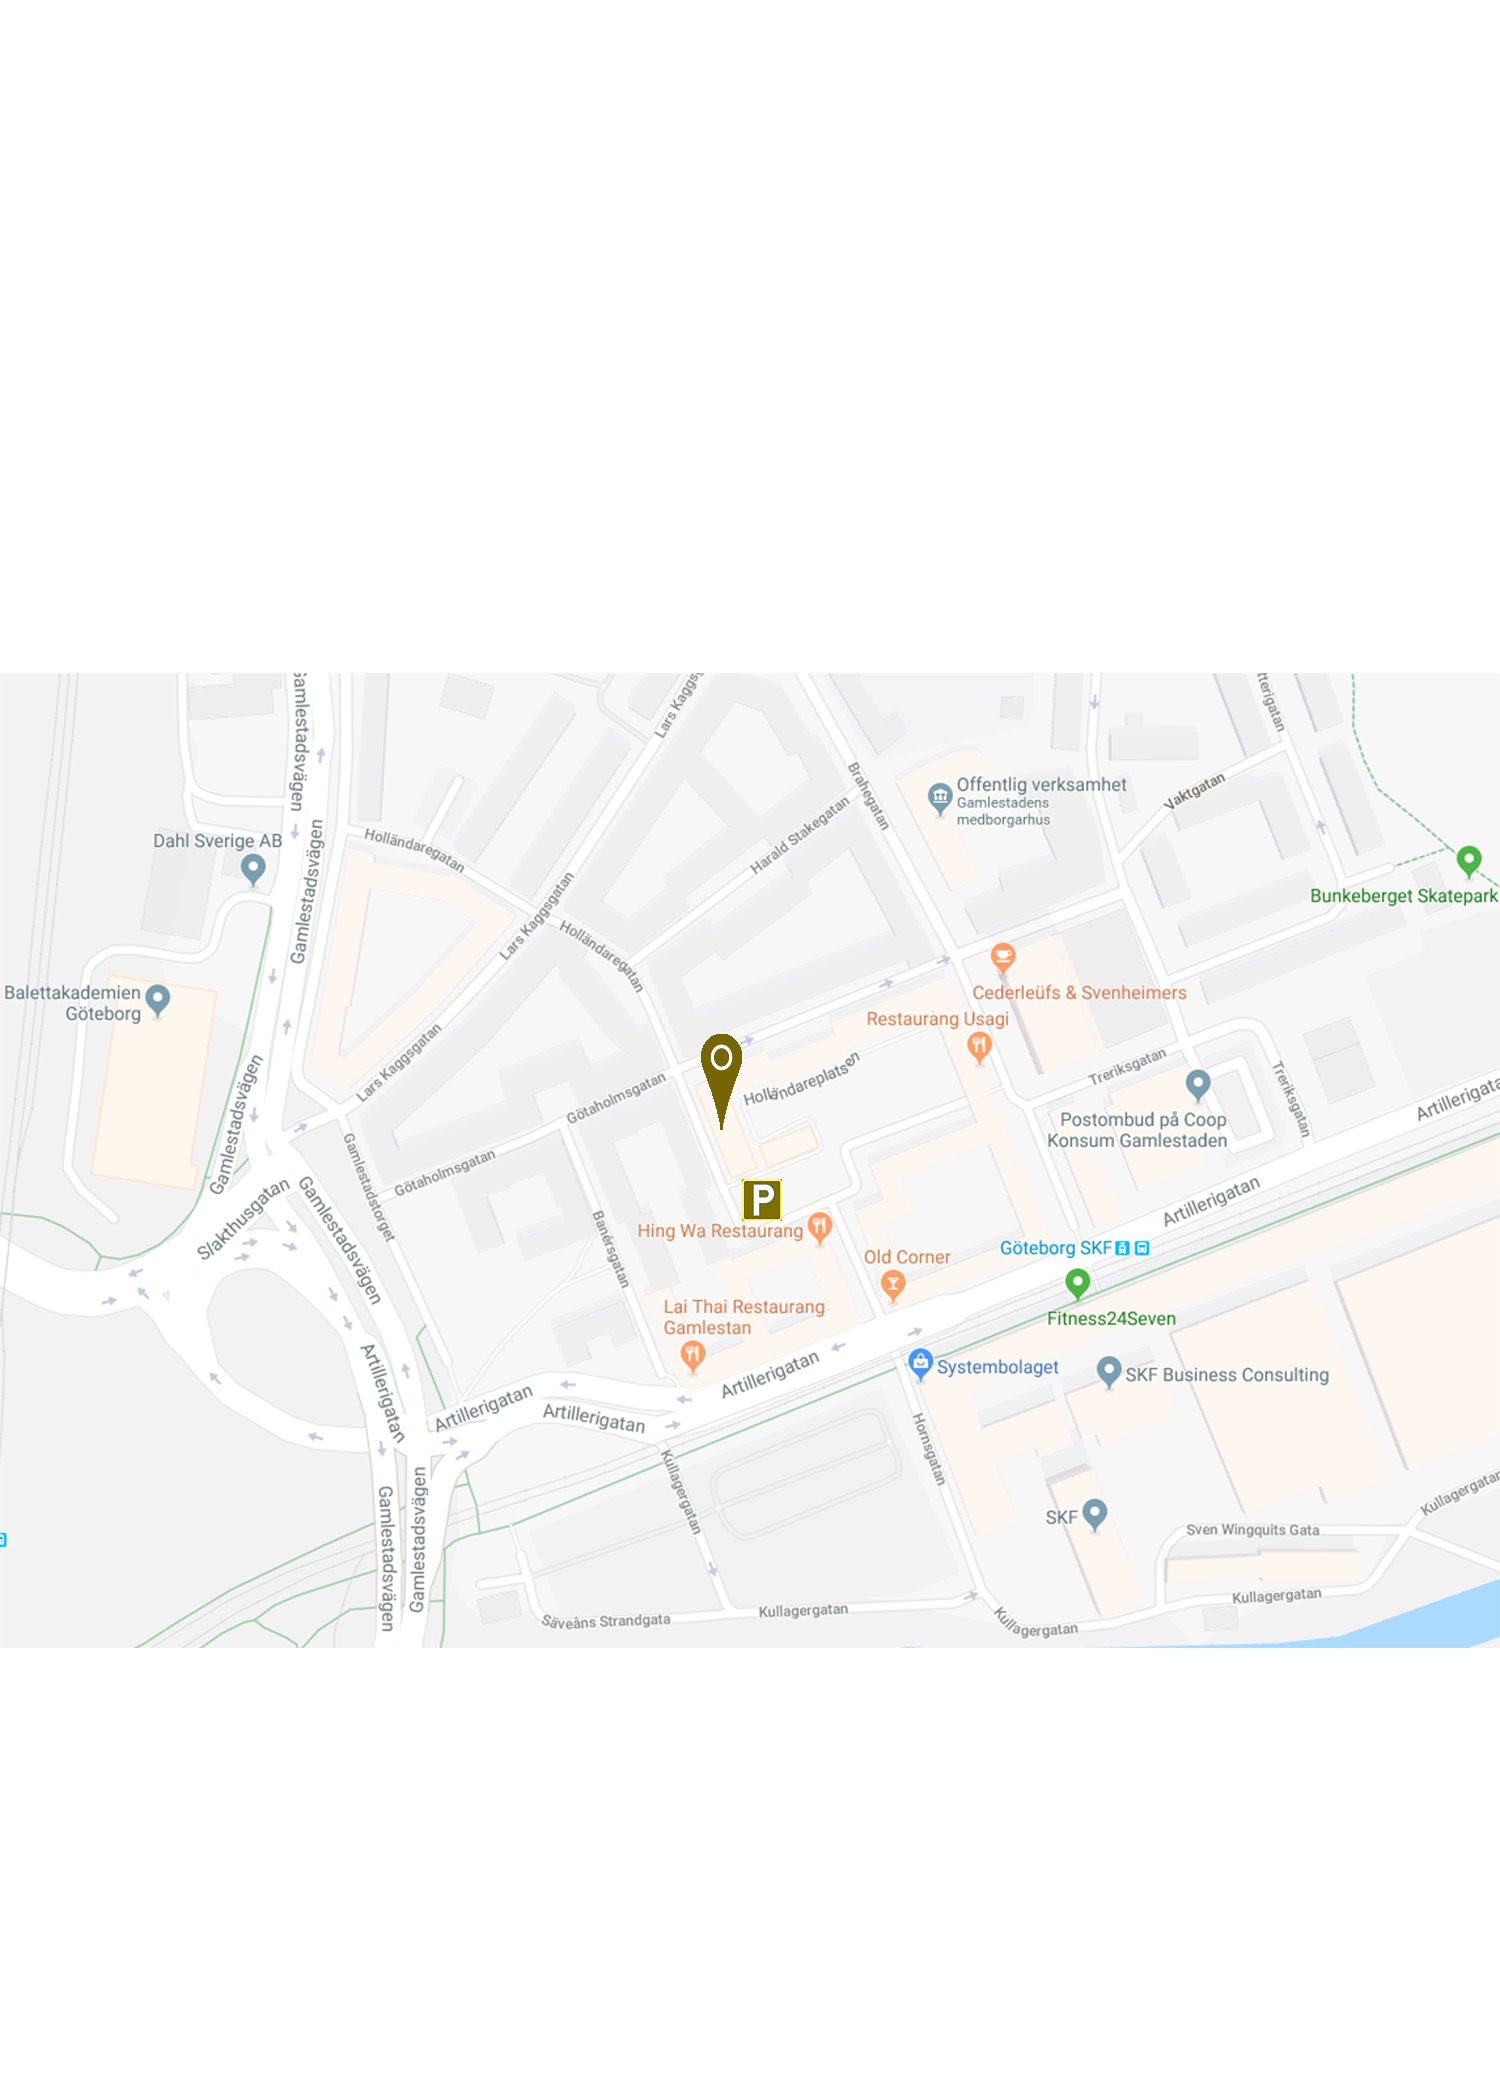 Gamlestadsvägen
Lars Kaggsg
Brahegatan
Offentlig verksamhet
Gamlestadens
medborgarhus
Vaktgatan
Dahl Sverige AB
Holländaregatan
Harald Stakegatan
Gamlestadsvägen
Lars Kaggsgatan
Bunkeberget Skatepark
Holländaregatan
Balettakademien
Göteborg
Cederleüfs & Svenheimers
Restaurang Usagi
Lars Kaggsgatan
Götaholmsgatan
Holländareplatsen
Treriksgatan
Treriksgatan
Postombud på Coop
Konsum Gamlestaden
Artillerigata
Gamlestadsvägen
Gamlestadstorget
Götaholmsgatan
P
Slakthusgatan
Gamlestadsvägen
Banérsgatan
Hing Wa Restaurang
Artillerigatan
Göteborg SKF
Old Corner
Lai Thai Restaurang
Gamlestan
Fitness24Seven
Artillerigatan
Artillerigatan
Systembolaget
SKF Business Consulting
Artillerigatan
Artillerigatan
Hornsgatan
Kullagergatan
Gamlestadsvägen
Gamlestadsvägen
SKF
Sven Wingquits Gata
Kullagergatan
Säveåns Strandgata
Kullagergatan
Kullagergatan
Kullagergatan